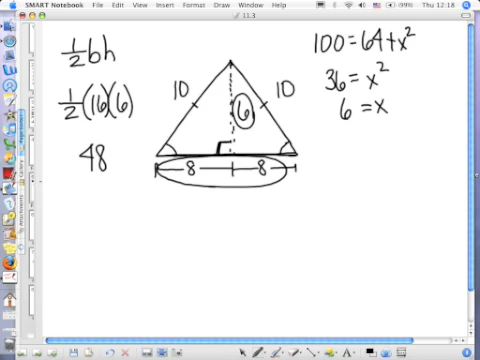 SMART Notebook File Edit View Insert Format Draw Window Help Thu 12:18
11.3
½bh
½(16)(6)
48
10
10
6
8
8
100=64+x²
36=x²
6=x
Attachments